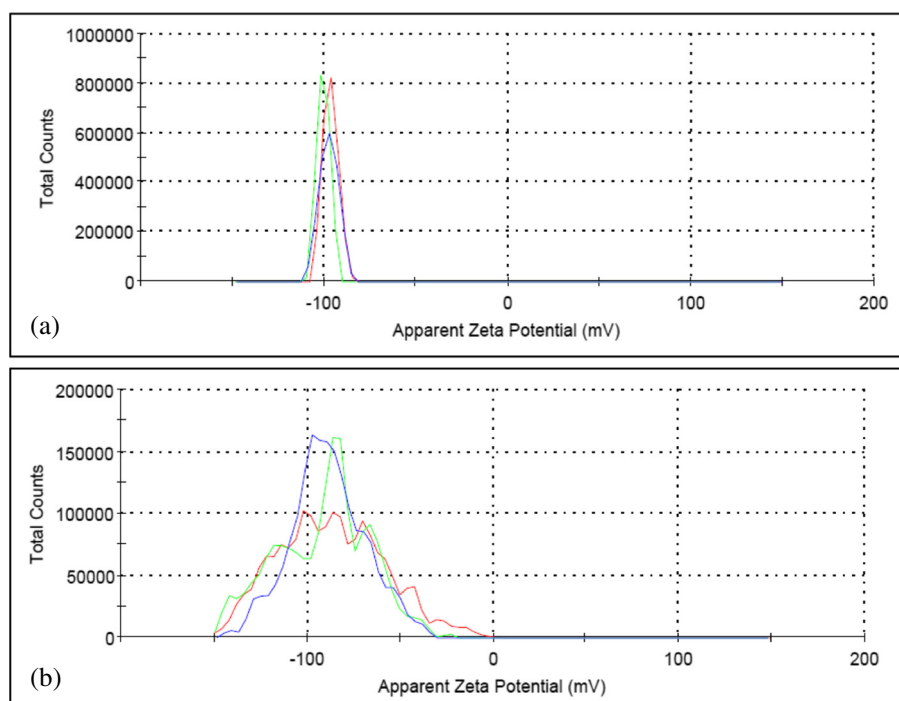 1000000
800000
600000
400000
200000
0
Total Counts
-100 0 100 200
Apparent Zeta Potential (mV)
(a)
200000
150000
100000
50000
0
Total Counts
-100 0 100 200
Apparent Zeta Potential (mV)
(b)